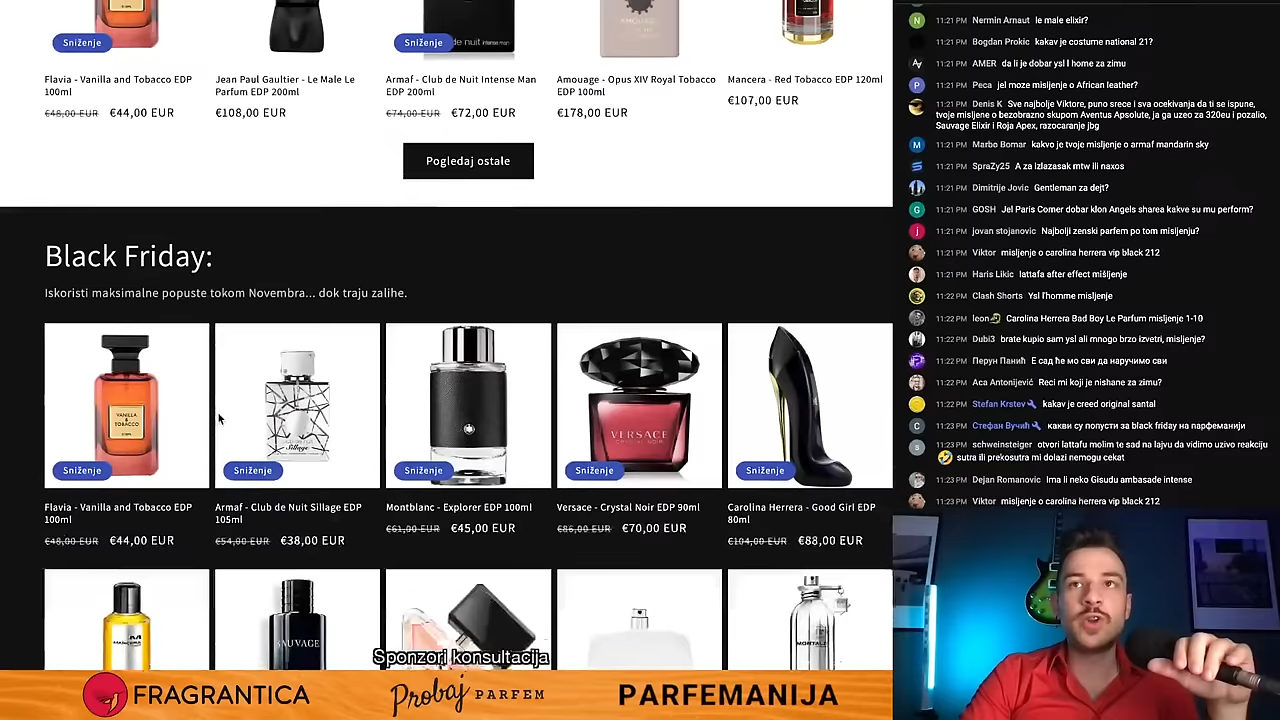 Sniženje
Sniženje
Flavia - Vanilla and Tobacco EDP
100ml
€48,00 EUR €44,00 EUR
Jean Paul Gaultier - Le Male Le
Parfum EDP 200ml
€108,00 EUR
Armaf - Club de Nuit Intense Man
EDP 200ml
€74,00 EUR €72,00 EUR
Amouage - Opus XIV Royal Tobacco
EDP 100ml
€178,00 EUR
Mancera - Red Tobacco EDP 120ml
€107,00 EUR
Pogledaj ostale
Black Friday:
Iskoristi maksimalne popuste tokom Novembra... dok traju zalihe.
VANILLA
&
TOBACCO
VERSACE
Sniženje
Sniženje
Sniženje
Sniženje
Sniženje
Flavia - Vanilla and Tobacco EDP
100ml
€48,00 EUR €44,00 EUR
Armaf - Club de Nuit Sillage EDP
105ml
€54,00 EUR €38,00 EUR
Montblanc - Explorer EDP 100ml
€61,00 EUR €45,00 EUR
Versace - Crystal Noir EDP 90ml
€86,00 EUR €70,00 EUR
Carolina Herrera - Good Girl EDP
80ml
€104,00 EUR €88,00 EUR
SAUVAGE
Sponzori konsultacija
FRAGRANTICA
Probaj PARFEM
PARFEMANIJA
N 11:21 PM Nermin Arnaut le male elixir?
11:21 PM Bogdan Prokic kakav je costume national 21?
11:21 PM AMER da li je dobar ysl l home za zimu?
P 11:21 PM Peca jel moze misljenje o African leather?
11:21 PM Denis K Sve najbolje Viktore, puno srece i sva ocekivanja da ti se ispune,
tvoje misljene o bezobrazno skupom Aventus Apsolute, ja ga uzeo za 320eu i pozalio,
Sauvage Elixir i Roja Apex, razocaranje jbg
M 11:21 PM Marbo Bomar kakvo je tvoje misljenje o armaf mandarin sky
11:21 PM SpraZy25 A za Izlazasak mtw ili naxos
11:21 PM Dimitrije Jovic Gentleman za dejt?
G 11:21 PM GOSH Jel Paris Corner dobar klon Angels sharea kakve su mu perform?
j 11:21 PM jovan stojanovic Najbolji zenski parfem po tom misljenju?
11:21 PM Viktor misljenje o carolina herrera vip black 212
11:21 PM Haris Likic lattafa after effect mišljenje
11:22 PM Clash Shorts Ysl l'homme misljenje
11:22 PM leon Carolina Herrera Bad Boy Le Parfum misljenje 1-10
11:22 PM Dubi3 brate kupio sam ysl ali mnogo brzo izvetri, misljenje?
11:22 PM Перун Панић Е сад ће мо сви да наручимо сви
11:22 PM Aca Antonijević Reci mi koji je nishane za zimu?
11:22 PM Stefan Krstev kakav je creed original santal
C 11:23 PM Стефан Вучић какви су попусти за black friday на парфеманији
s 11:23 PM schweinsteiger otvori lattafu molim te sad na lajvu da vidimo uzivo reakciju
sutra ili prekosutra mi dolazi nemogu cekat
11:23 PM Dejan Romanovic Ima li neko Gisudu ambasade intense
11:23 PM Viktor misljenje o carolina herrera vip black 212